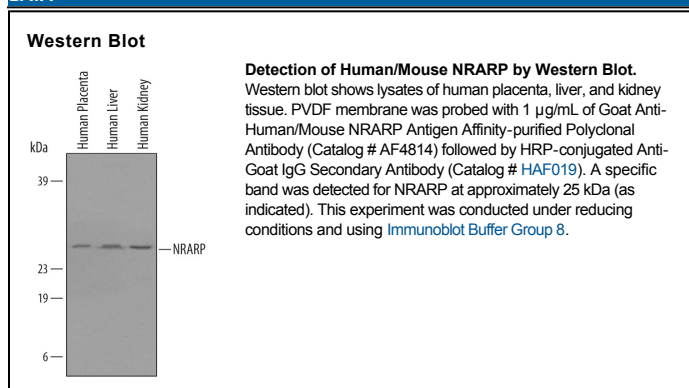 Western Blot
Human Placenta
Human Liver
Human Kidney
kDa
39
NRARP
23
19
6
Detection of Human/Mouse NRARP by Western Blot.
Western blot shows lysates of human placenta, liver, and kidney
tissue. PVDF membrane was probed with 1 µg/mL of Goat Anti-
Human/Mouse NRARP Antigen Affinity-purified Polyclonal
Antibody (Catalog # AF4814) followed by HRP-conjugated Anti-
Goat IgG Secondary Antibody (Catalog # HAF019). A specific
band was detected for NRARP at approximately 25 kDa (as
indicated). This experiment was conducted under reducing
conditions and using Immunoblot Buffer Group 8.